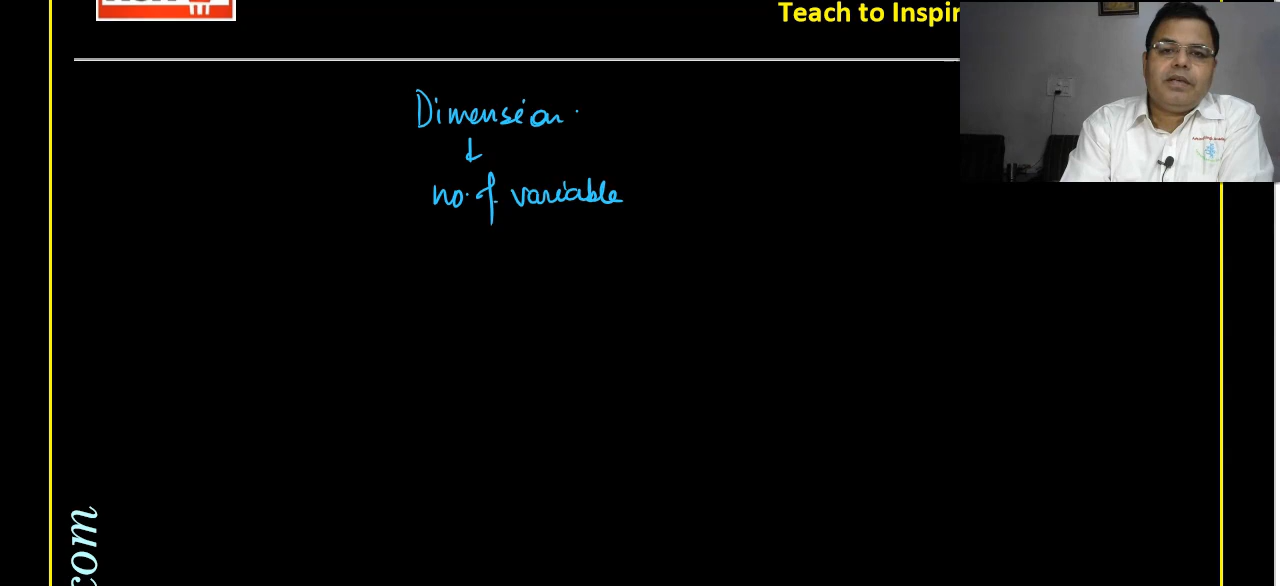 Teach to Inspir
Dimension.
↓
no. of variable
com